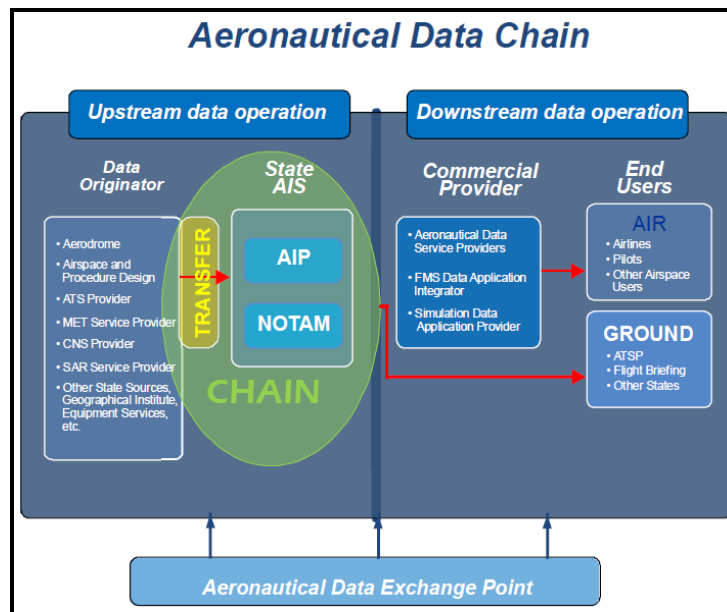 Aeronautical Data Chain
Upstream data operation
Downstream data operation
Data
Originator
State
AIS
Commercial
Provider
End
Users
• Aerodrome
• Airspace and
Procedure Design
• ATS Provider
• MET Service Provider
• CNS Provider
• SAR Service Provider
• Other State Sources,
Geographical Institute,
Equipment Services,
etc.
TRANSFER
AIP
NOTAM
CHAIN
• Aeronautical Data
Service Providers
• FMS Data Application
Integrator
• Simulation Data
Application Provider
AIR
• Airlines
• Pilots
• Other Airspace
Users
GROUND
• ATSP
• Flight Briefing
• Other States
Aeronautical Data Exchange Point